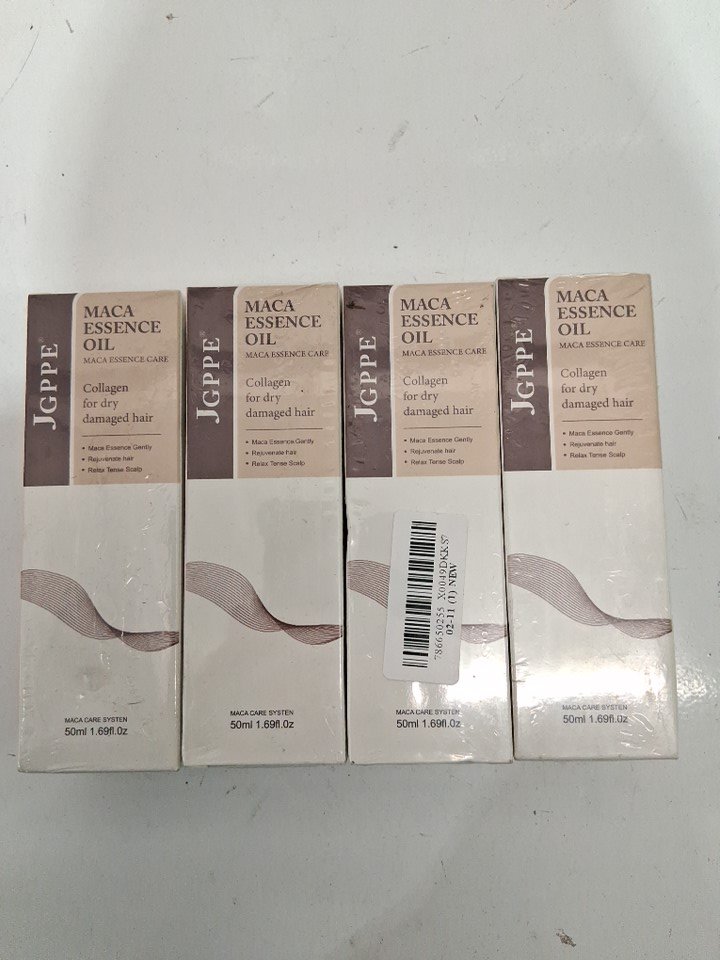 JGPPE®
MACA
ESSENCE
OIL
MACA ESSENCE CARE
Collagen
for dry
damaged hair
• Maca Essence Gently
• Rejuvenate hair
• Relax Tense Scalp
MACA CARE SYSTEN
50ml 1.69fl.0z
JGPPE®
MACA
ESSENCE
OIL
MACA ESSENCE CARE
Collagen
for dry
damaged hair
• Maca Essence Gently
• Rejuvenate hair
• Relax Tense Scalp
MACA CARE SYSTEN
50ml 1.69fl.0z
JGPPE®
MACA
ESSENCE
OIL
MACA ESSENCE CARE
Collagen
for dry
damaged hair
• Maca Essence Gently
• Rejuvenate hair
• Relax Tense Scalp
786650255 X0049DKKS7
02-11 (1) NEW
MACA CARE SYSTEN
50ml 1.69fl.0z
JGPPE®
MACA
ESSENCE
OIL
MACA ESSENCE CARE
Collagen
for dry
damaged hair
• Maca Essence Gently
• Rejuvenate hair
• Relax Tense Scalp
MACA CARE SYSTEN
50ml 1.69fl.0z